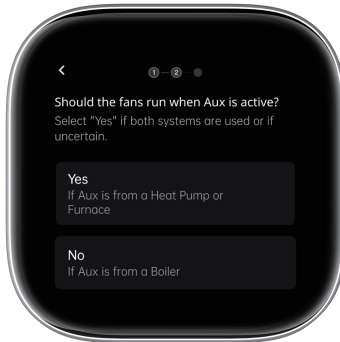 1 2
Should the fans run when Aux is active?
Select "Yes" if both systems are used or if
uncertain.
Yes
If Aux is from a Heat Pump or
Furnace
No
If Aux is from a Boiler